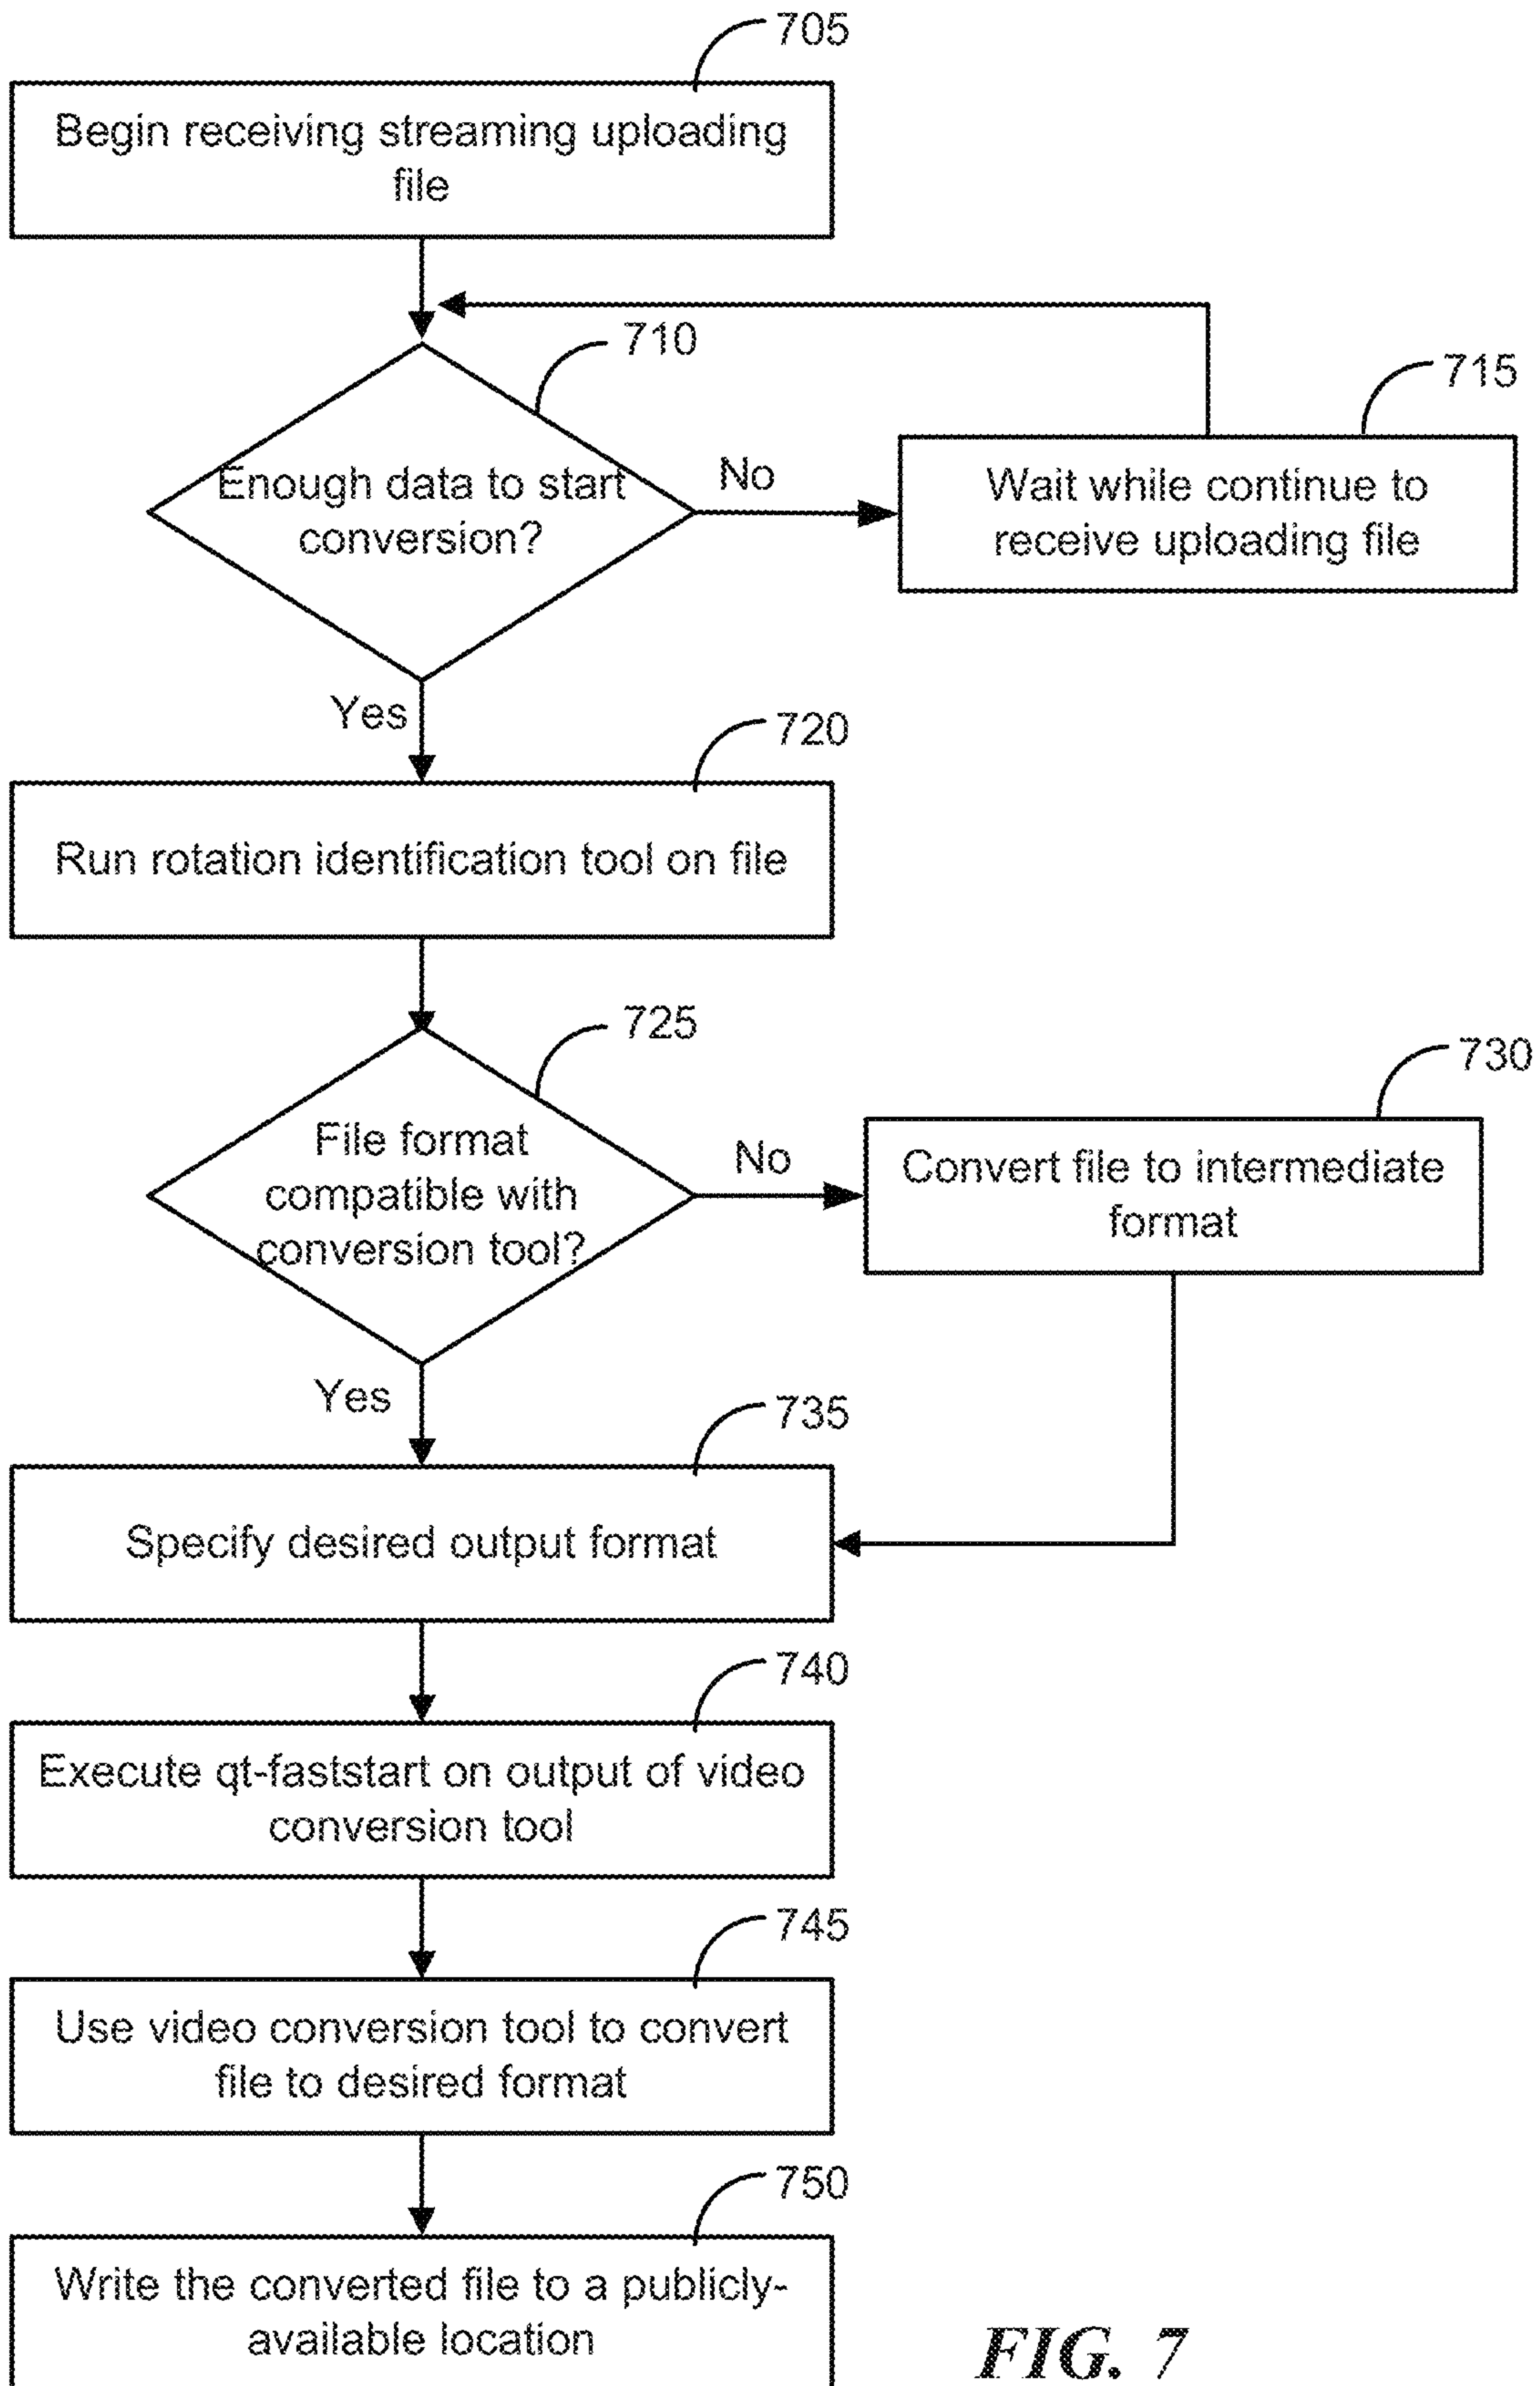 705
Begin receiving streaming uploading
file
710
Enough data to start
conversion?
No
715
Wait while continue to
receive uploading file
Yes
720
Run rotation identification tool on file
725
File format
compatible with
conversion tool?
No
730
Convert file to intermediate
format
Yes
735
Specify desired output format
740
Execute qt-faststart on output of video
conversion tool
745
Use video conversion tool to convert
file to desired format
750
Write the converted file to a publicly-
available location
FIG. 7